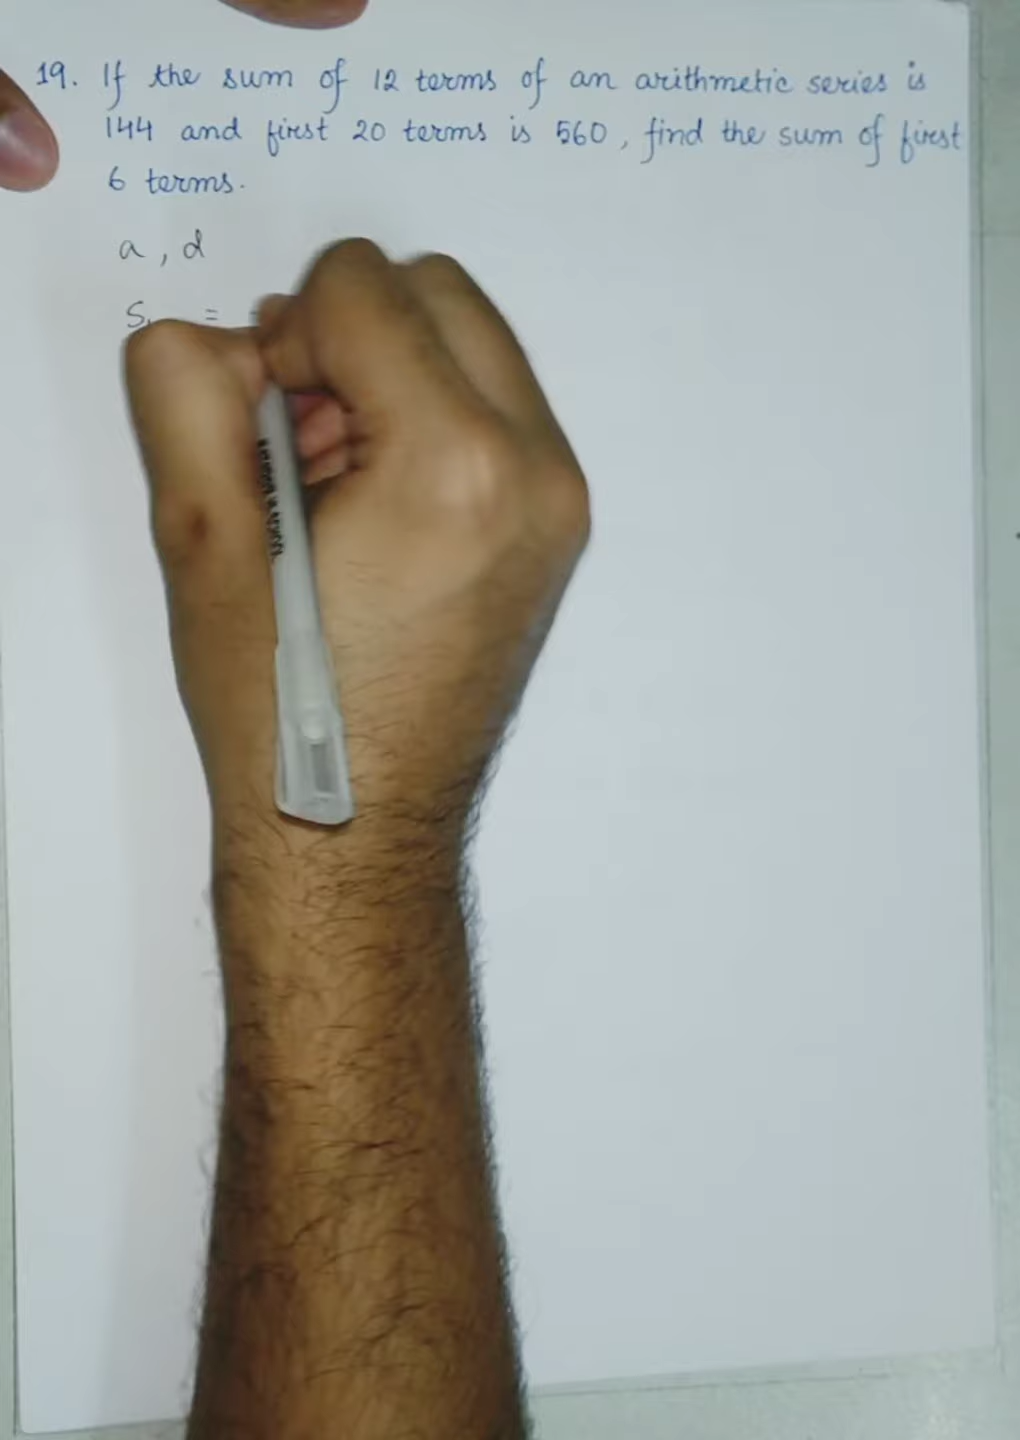 19. If the sum of 12 terms of an arithmetic series is
144 and first 20 terms is 560, find the sum of first
6 terms.
a, d
S =